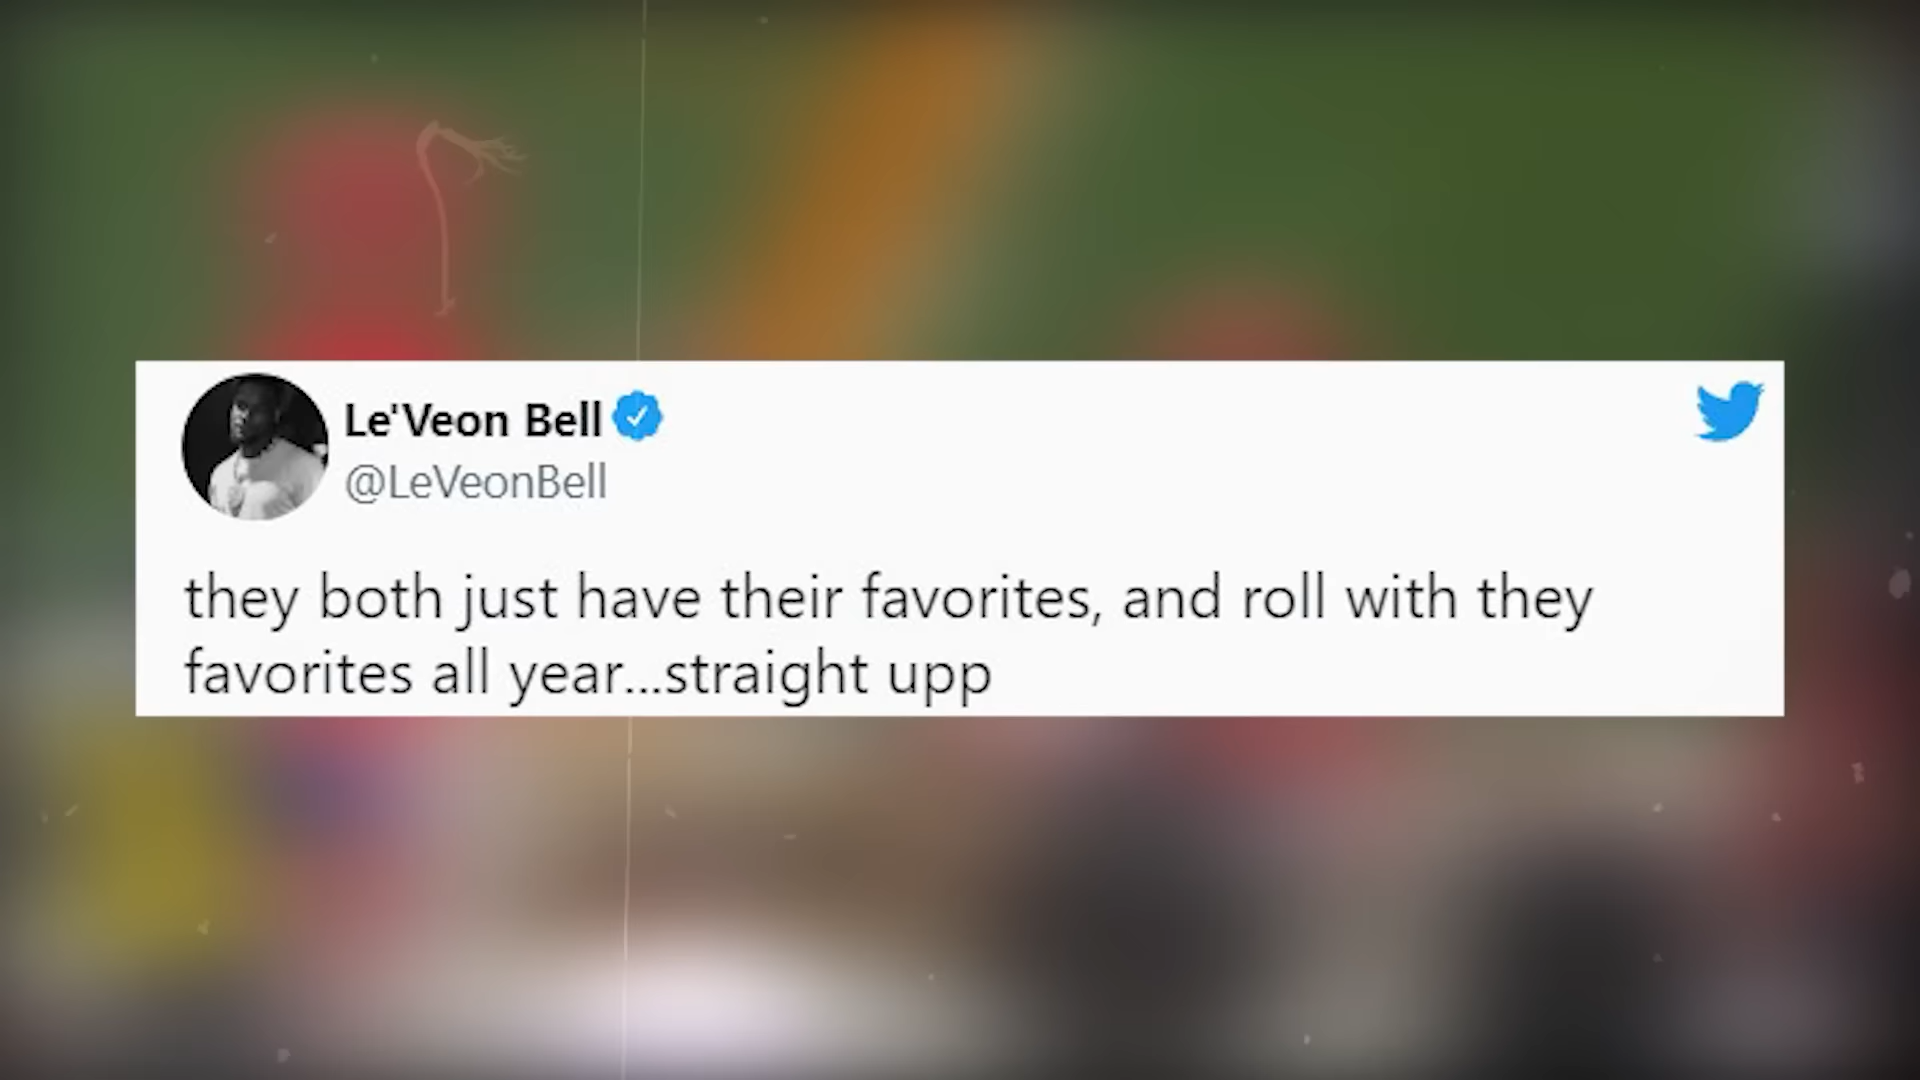 Le'Veon Bell
@LeVeonBell
they both just have their favorites, and roll with they
favorites all year...straight upp